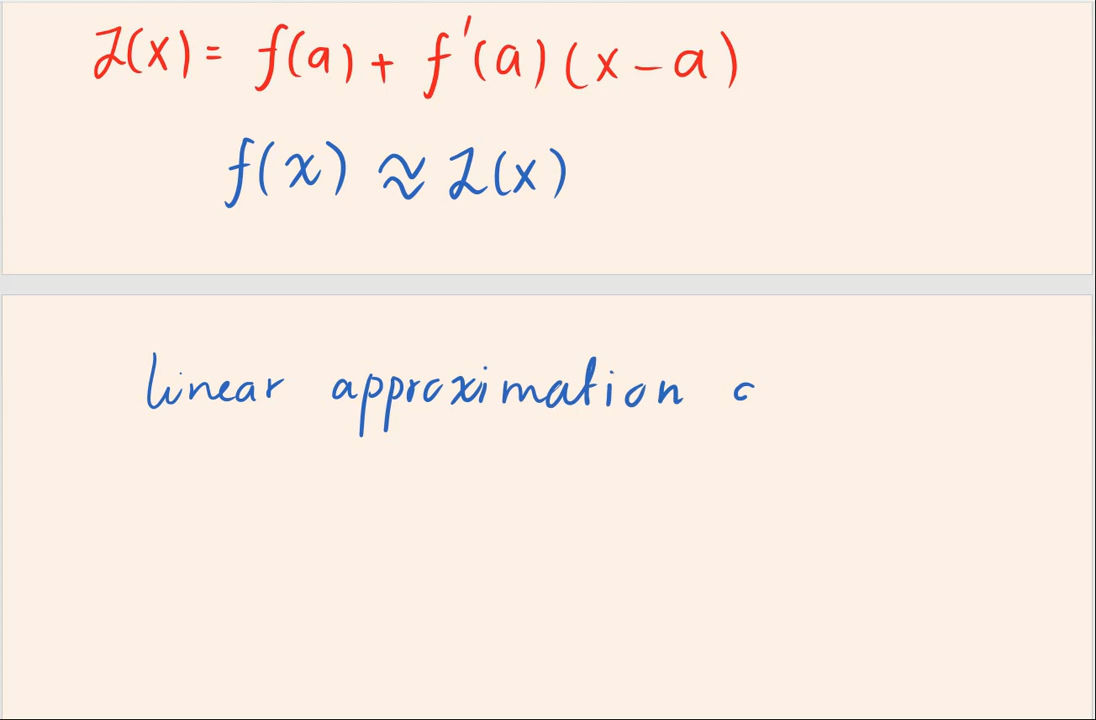 L(x) = f(a) + f'(a) (x - a)
f(x) ≈ L(x)
linear approximation c